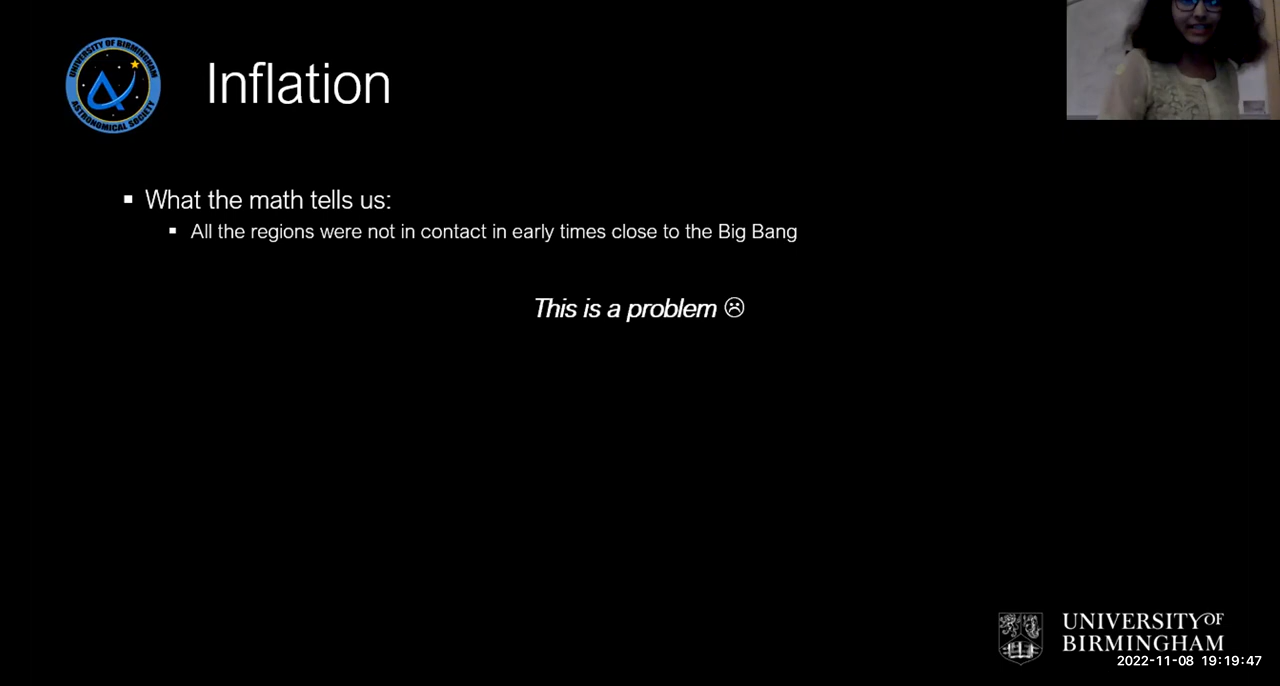 UNIVERSITY OF BIRMINGHAM
ASTRONOMICAL SOCIETY
Inflation
▪ What the math tells us:
▪ All the regions were not in contact in early times close to the Big Bang
This is a problem ☹
UNIVERSITY OF
BIRMINGHAM
2022-11-08 19:19:47